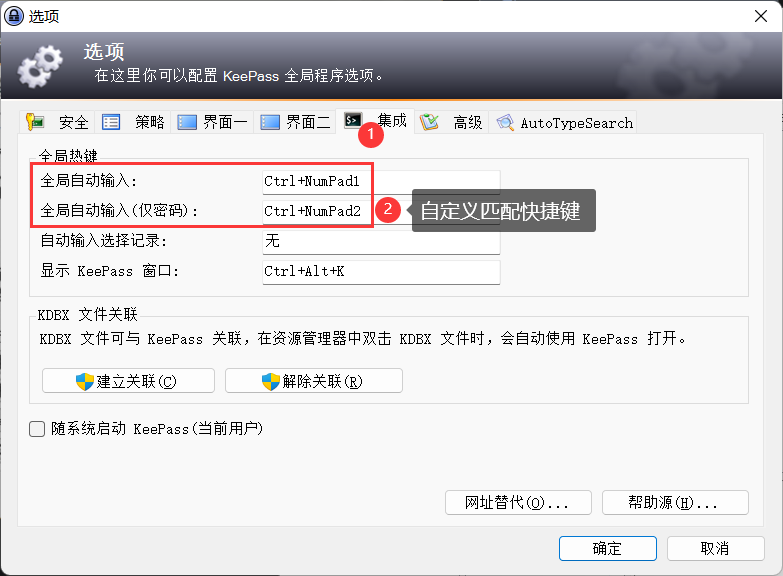 选项
选项
在这里你可以配置 KeePass 全局程序选项。
安全 策略 界面一 界面二 集成 高级 AutoTypeSearch
1
全局热键
全局自动输入: Ctrl+NumPad1
全局自动输入(仅密码): Ctrl+NumPad2
2 自定义匹配快捷键
自动输入选择记录: 无
显示 KeePass 窗口: Ctrl+Alt+K
KDBX 文件关联
KDBX 文件可与 KeePass 关联，在资源管理器中双击 KDBX 文件时，会自动使用 KeePass 打开。
建立关联(C) 解除关联(R)
随系统启动 KeePass(当前用户)
网址替代(O)... 帮助源(H)...
确定 取消